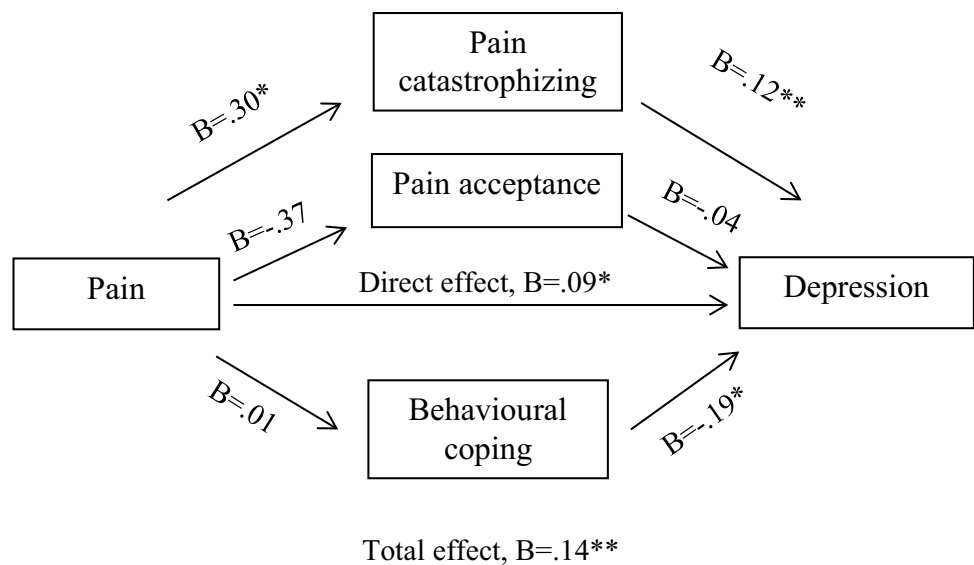 Pain
catastrophizing
B=.30*
B=.12**
Pain acceptance
B=-.37
B=-.04
Pain
Direct effect, B=.09*
Depression
B=.01
Behavioural
coping
B=-.19*
Total effect, B=.14**